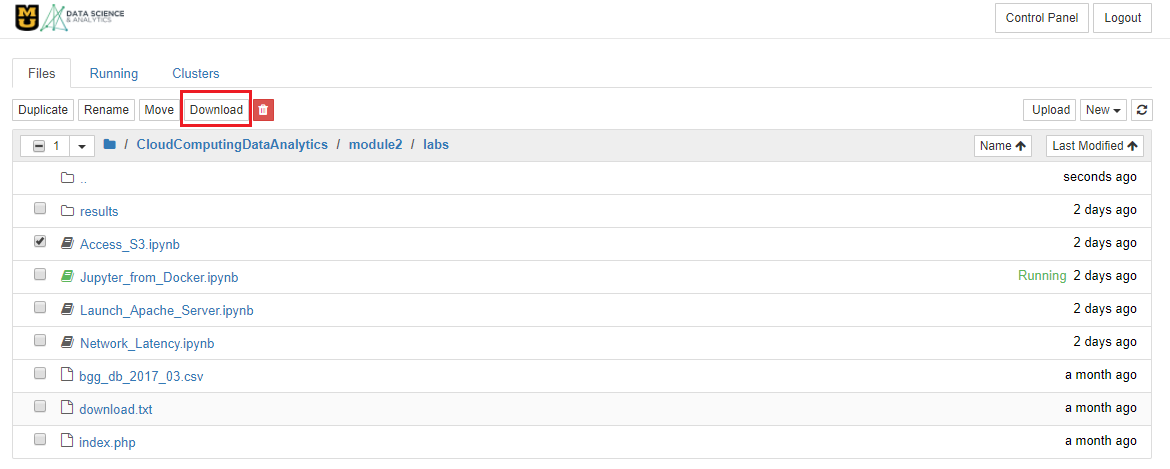 MU DATA SCIENCE & ANALYTICS Control Panel Logout
Files Running Clusters
Duplicate Rename Move Download Upload New
1 / CloudComputingDataAnalytics / module2 / labs Name Last Modified
.. seconds ago
results 2 days ago
Access_S3.ipynb 2 days ago
Jupyter_from_Docker.ipynb Running 2 days ago
Launch_Apache_Server.ipynb 2 days ago
Network_Latency.ipynb 2 days ago
bgg_db_2017_03.csv a month ago
download.txt a month ago
index.php a month ago